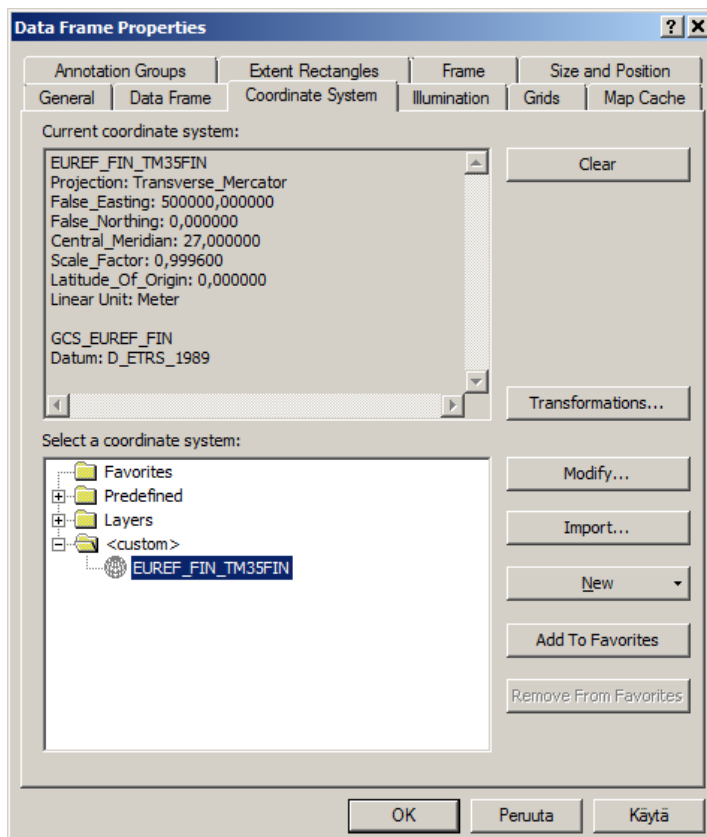 Data Frame Properties
Annotation Groups
Extent Rectangles
Frame
Size and Position
General
Data Frame
Coordinate System
Illumination
Grids
Map Cache
Current coordinate system:
EUREF_FIN_TM35FIN
Projection: Transverse_Mercator
False_Easting: 500000,000000
False_Northing: 0,000000
Central_Meridian: 27,000000
Scale_Factor: 0,999600
Latitude_Of_Origin: 0,000000
Linear Unit: Meter
GCS_EUREF_FIN
Datum: D_ETRS_1989
Clear
Transformations...
Select a coordinate system:
Favorites
Predefined
Layers
<custom>
EUREF_FIN_TM35FIN
Modify...
Import...
New
Add To Favorites
Remove From Favorites
OK
Peruuta
Käytä